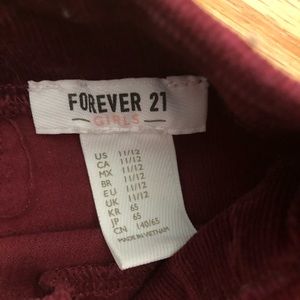 FOREVER 21
GIRLS
US 11/12
CA 11/12
MX 11/12
BR 11/12
EU 11/12
UK 11/12
KR 65
JP 65
CN 140/65
MADE IN VIETNAM